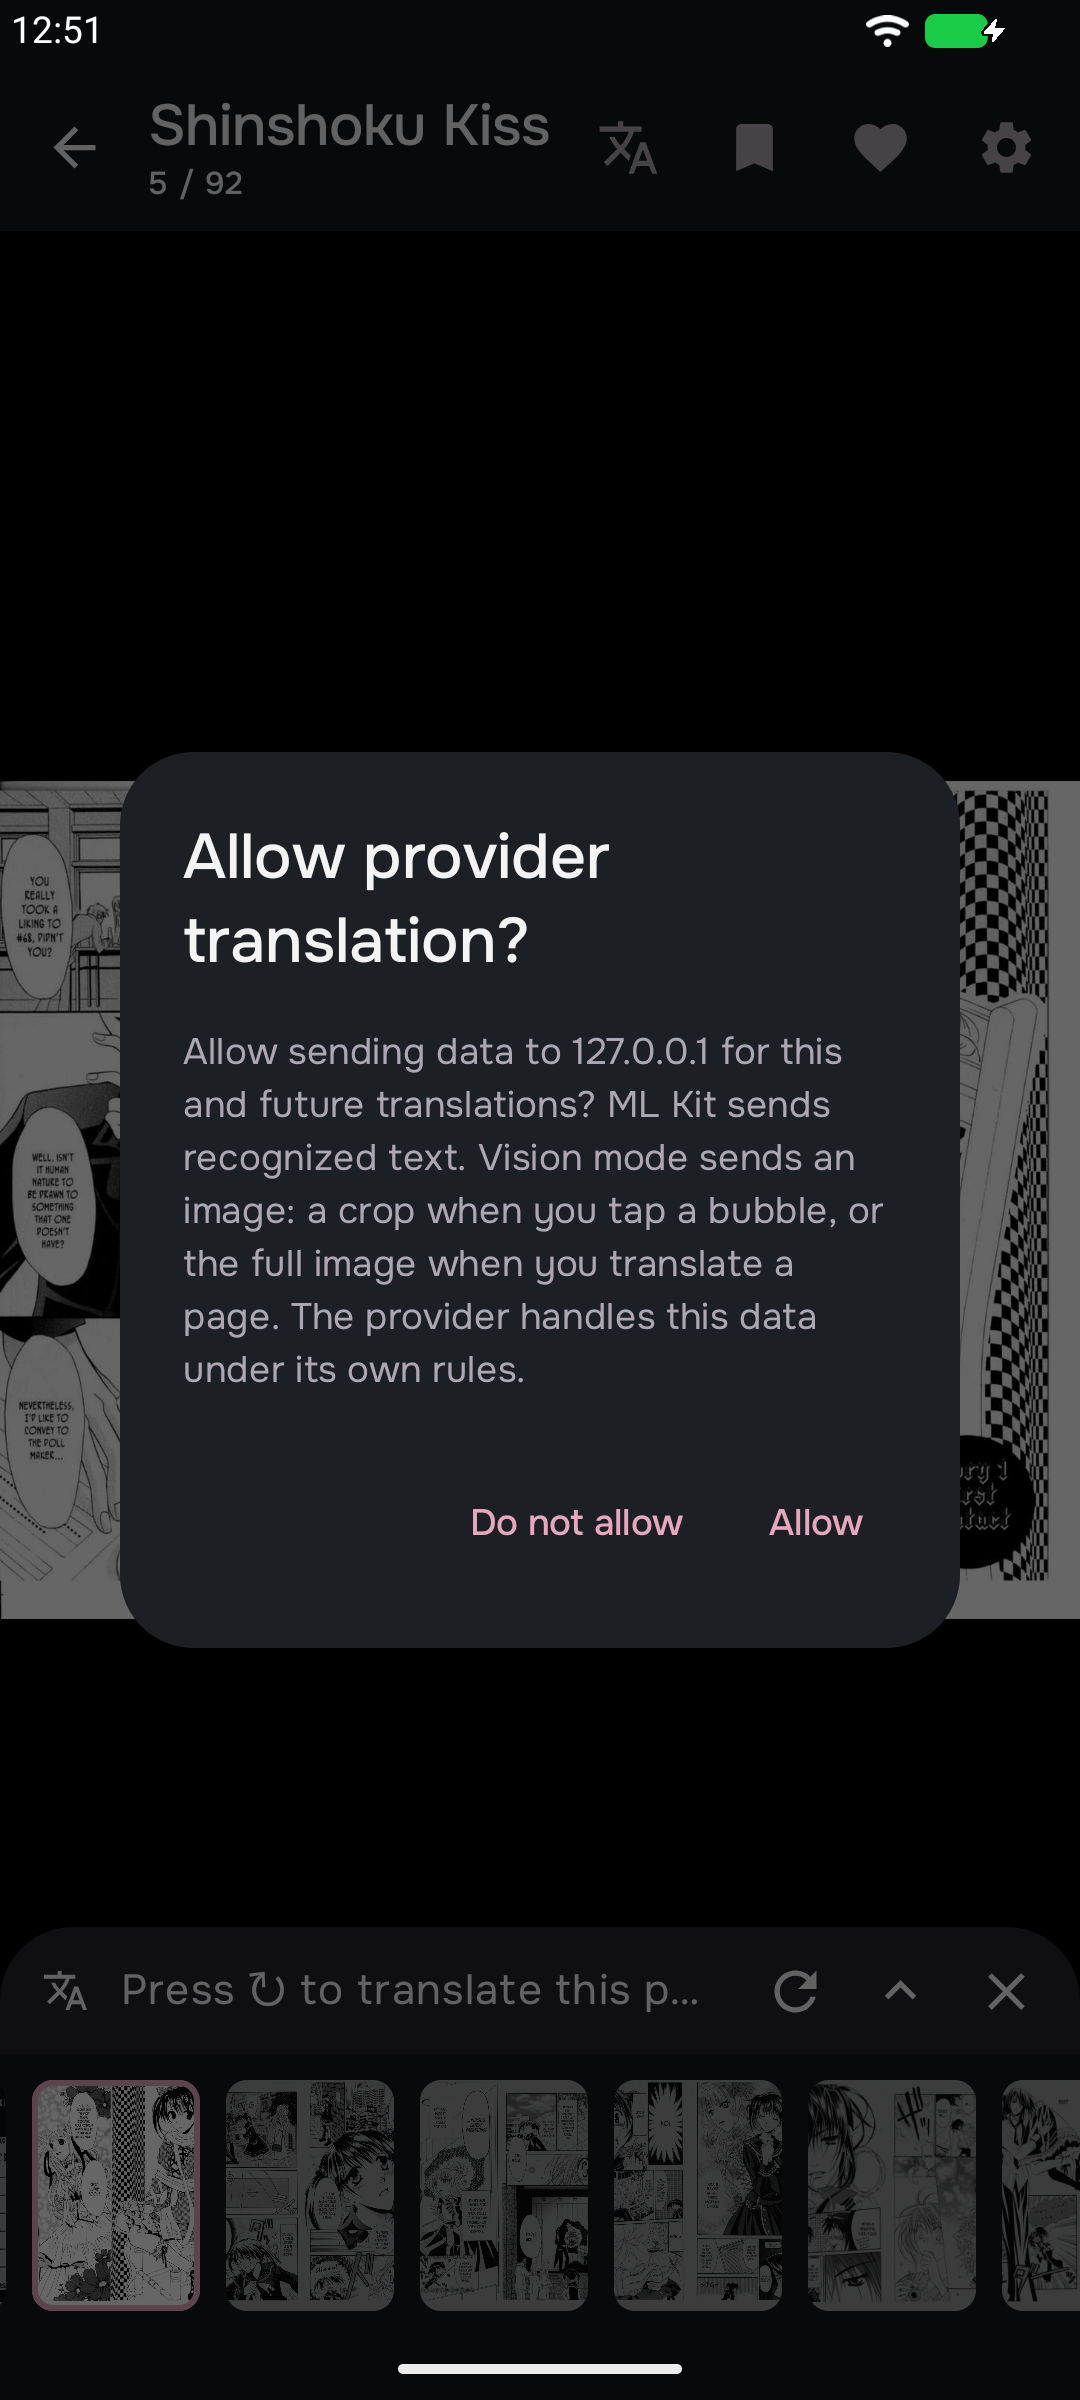 12:51
Shinshoku Kiss
5 / 92
YOU
REALLY
TOOK A
LIKING TO
#68, DIDN'T
YOU?
WELL, ISN'T
IT HUMAN
NATURE TO
BE DRAWN TO
SOMETHING
THAT ONE
DOESN'T
HAVE?
NEVERTHELESS,
I'D LIKE TO
CONVEY TO
THE DOLL
MAKER...
Allow provider
translation?
Allow sending data to 127.0.0.1 for this
and future translations? ML Kit sends
recognized text. Vision mode sends an
image: a crop when you tap a bubble, or
the full image when you translate a
page. The provider handles this data
under its own rules.
Do not allow
Allow
Press ↻ to translate this p...